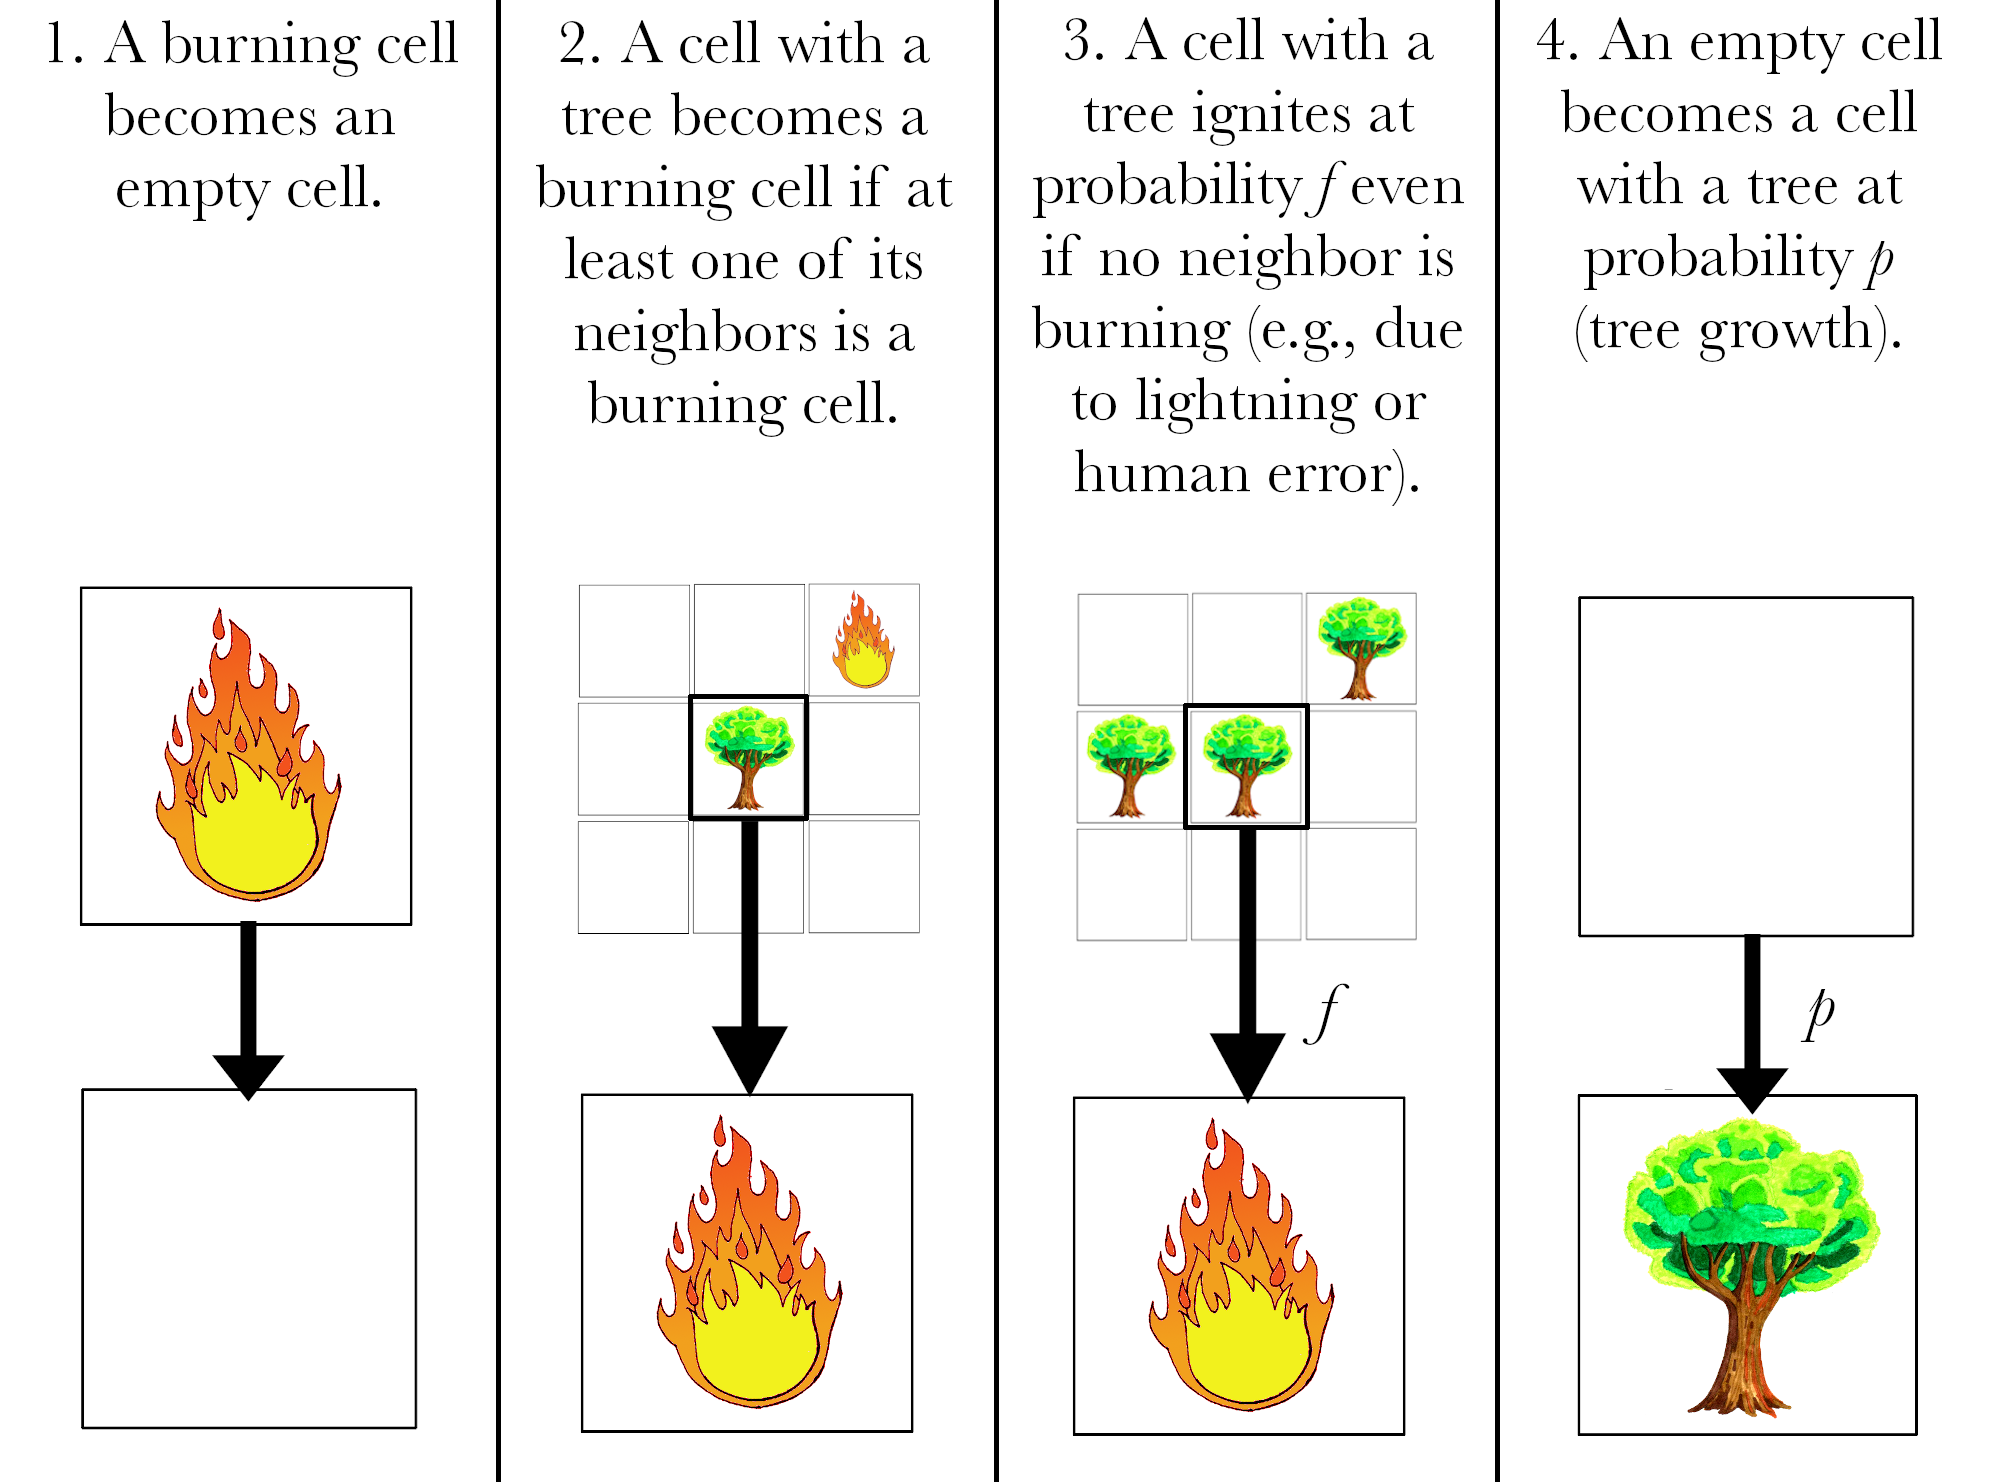 1. A burning cell
becomes an
empty cell.
2. A cell with a
tree becomes a
burning cell if at
least one of its
neighbors is a
burning cell.
3. A cell with a
tree ignites at
probability f even
if no neighbor is
burning (e.g., due
to lightning or
human error).
f
4. An empty cell
becomes a cell
with a tree at
probability p
(tree growth).
p